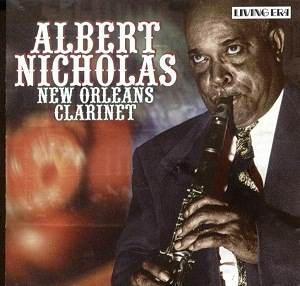 LIVING ERA
ALBERT
NICHOLAS
NEW ORLEANS
CLARINET